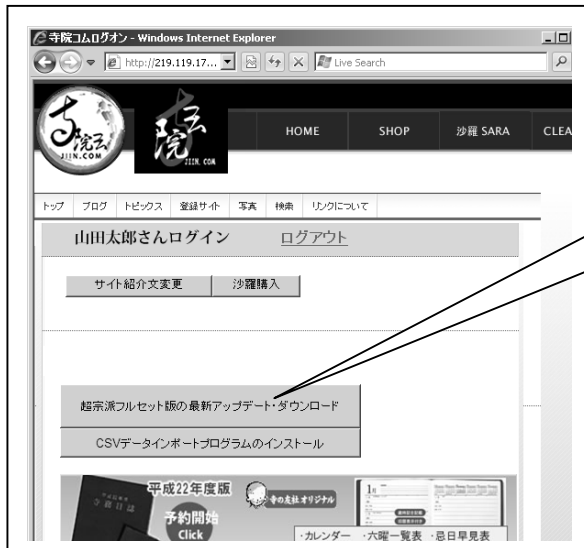 寺院コムログオン - Windows Internet Explorer
http://219.119.17...
Live Search
寺院玄
JIIN.COM
寺院玄
JIIN.COM
HOME SHOP 沙羅 SARA CLEA
トップ ブログ トピックス 登録サイト 写真 検索 リンクについて
山田太郎さんログイン ログアウト
サイト紹介文変更 沙羅購入
超宗派フルセット版の最新アップデート・ダウンロード
CSVデータインポートプログラムのインストール
平成22年度版
予約開始
Click
寺の友社オリジナル
1月
・カレンダー ・六曜一覧表 ・忌日早見表